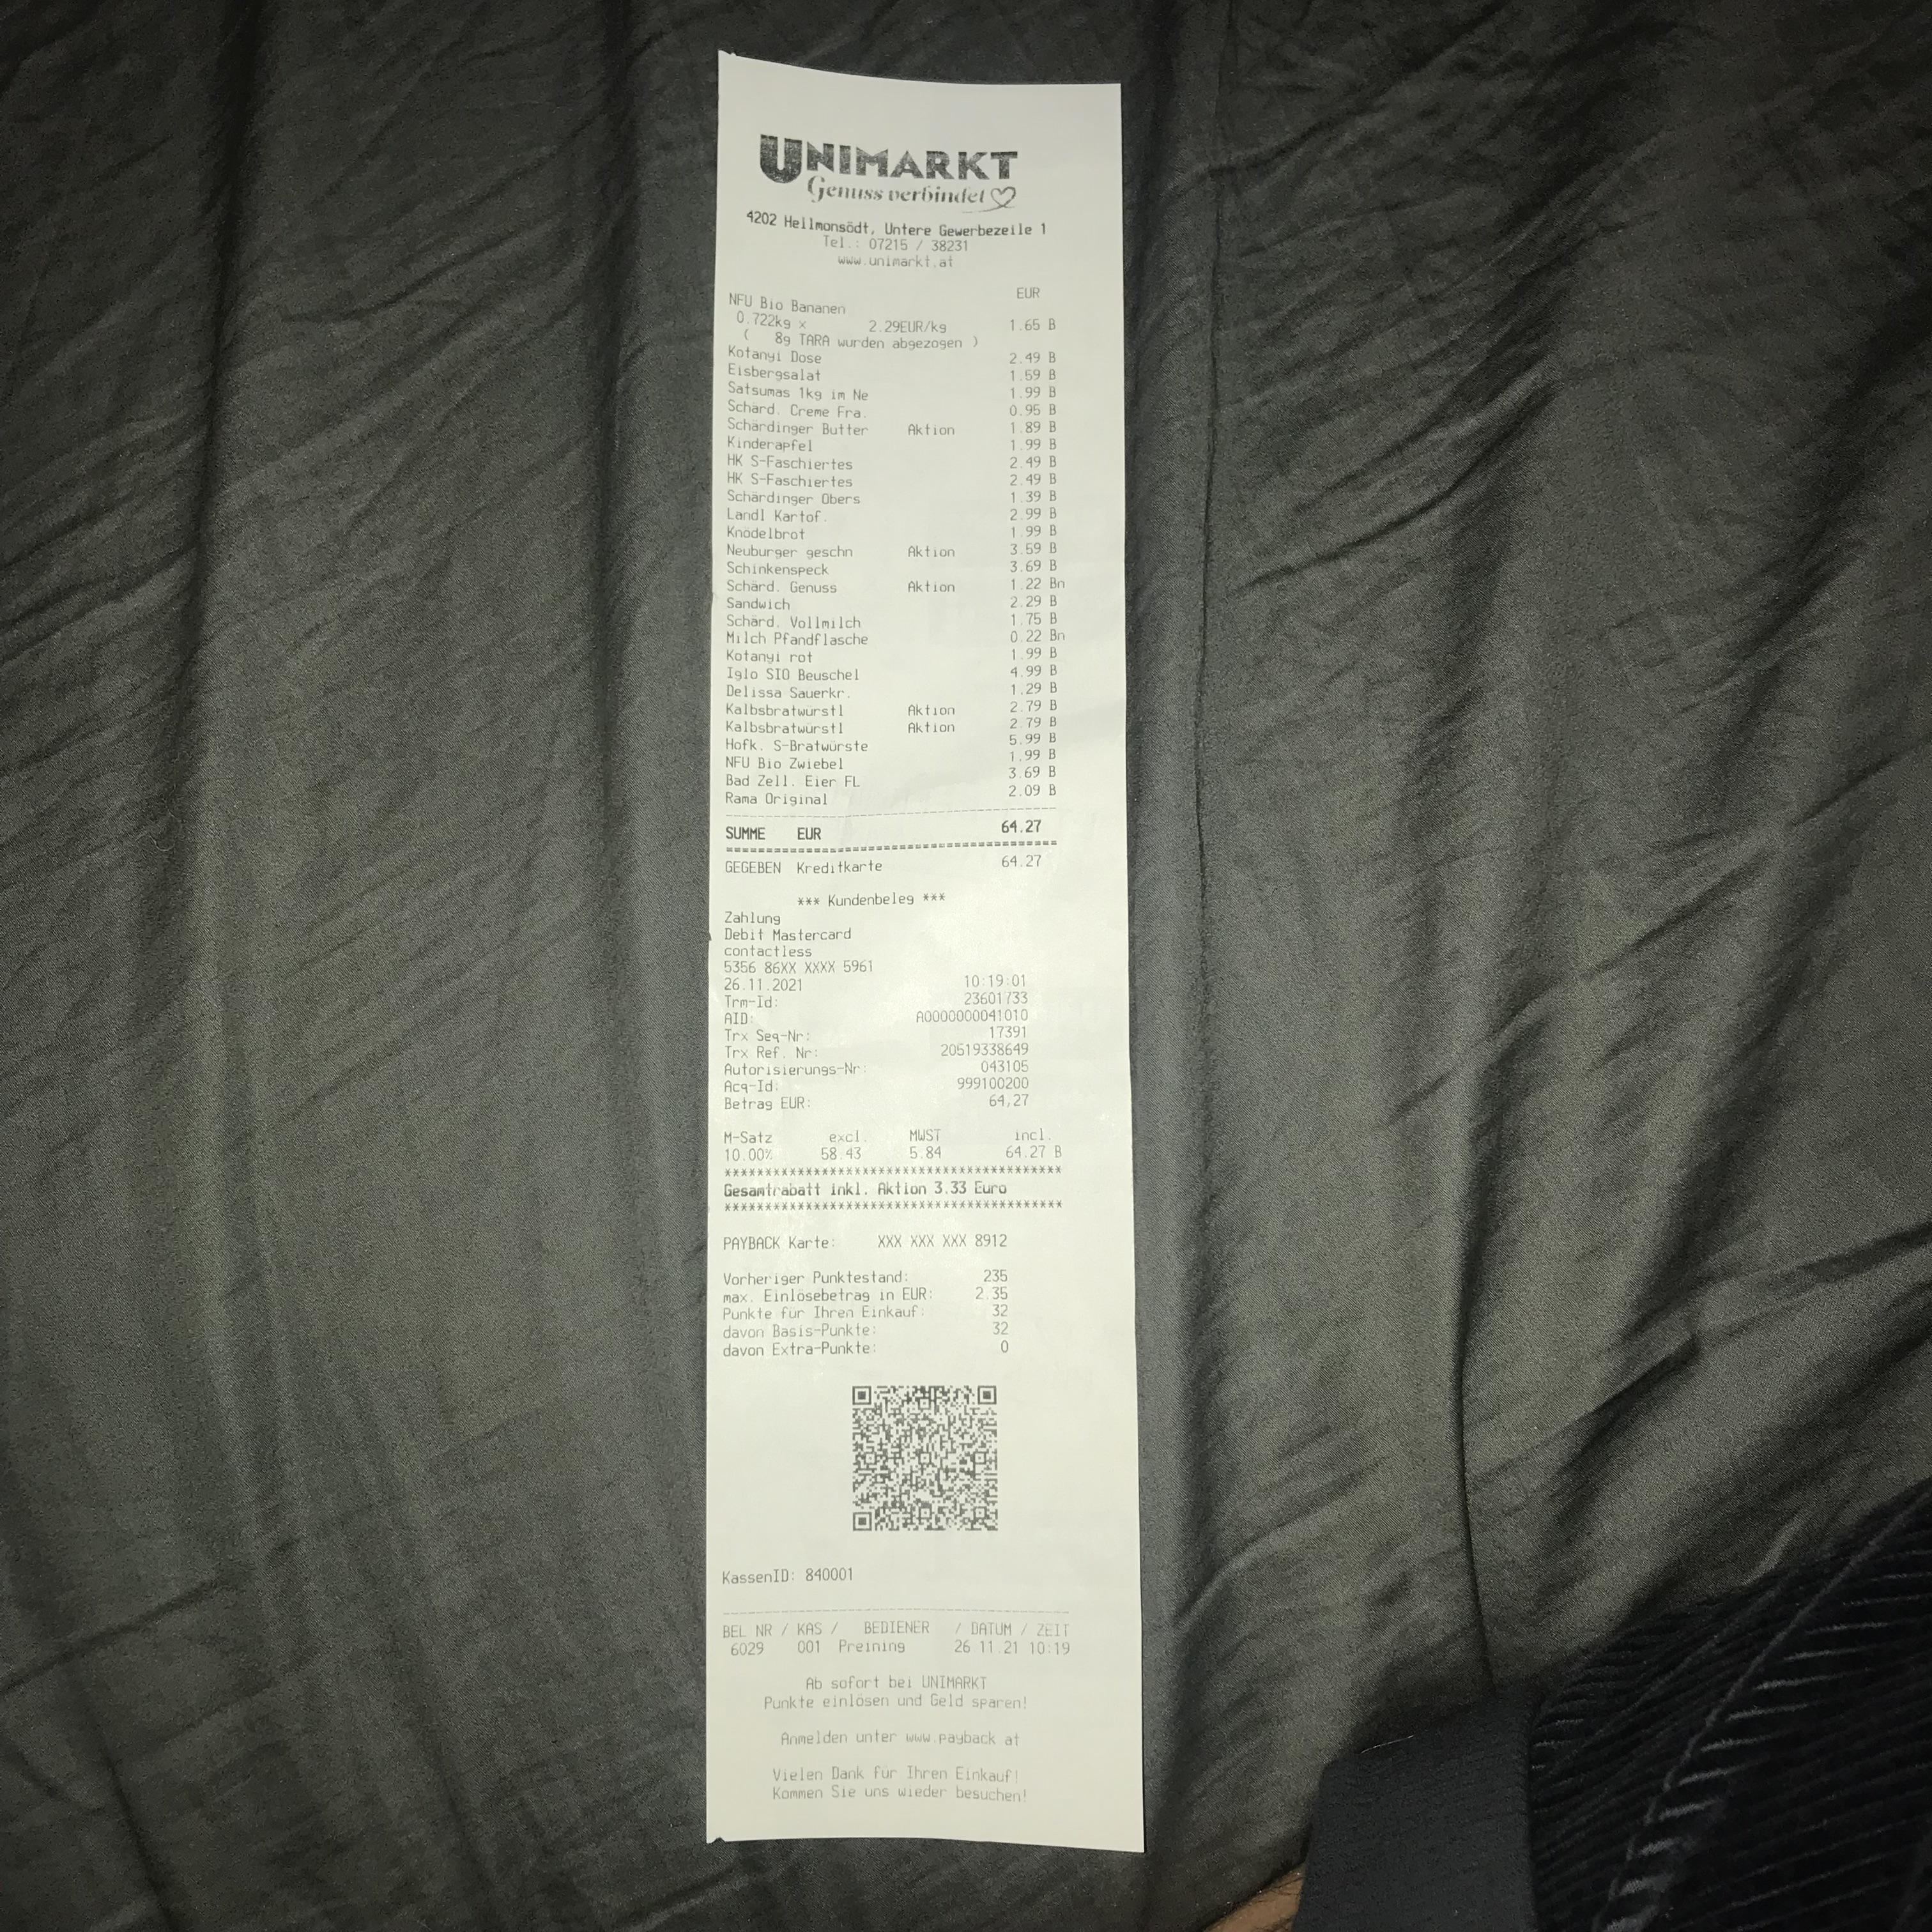 UNIMARKT
Genuss verbindet
4202 Hellmonsödt, Untere Gewerbezeile 1
Tel.: 07215 / 38231
www.unimarkt.at
EUR
NFU Bio Bananen
0.722kg x 2.29EUR/kg 1.65 B
( 8g TARA wurden abgezogen )
Kotanyi Dose 2.49 B
Eisbergsalat 1.59 B
Satsumas 1kg im Ne 1.99 B
Schärd. Creme Fra. 0.95 B
Schärdinger Butter Aktion 1.89 B
Kinderapfel 1.99 B
HK S-Faschiertes 2.49 B
HK S-Faschiertes 2.49 B
Schärdinger Obers 1.39 B
Landl Kartof. 2.99 B
Knödelbrot 1.99 B
Neuburger geschn Aktion 3.59 B
Schinkenspeck 3.69 B
Schärd. Genuss Aktion 1.22 Bn
Sandwich 2.29 B
Schärd. Vollmilch 1.75 B
Milch Pfandflasche 0.22 Bn
Kotanyi rot 1.99 B
Iglo SIO Beuschel 4.99 B
Delissa Sauerkr. 1.29 B
Kalbsbratwürstl Aktion 2.79 B
Kalbsbratwürstl Aktion 2.79 B
Hofk. S-Bratwürste 5.99 B
NFU Bio Zwiebel 1.99 B
Bad Zell. Eier FL 3.69 B
Rama Original 2.09 B
SUMME EUR 64.27
GEGEBEN Kreditkarte 64.27
*** Kundenbeleg ***
Zahlung
Debit Mastercard
contactless
5356 86XX XXXX 5961
26.11.2021 10:19:01
Trm-Id: 23601733
AID: A0000000041010
Trx Seq-Nr: 17391
Trx Ref. Nr: 20519338649
Autorisierungs-Nr: 043105
Acq-Id: 999100200
Betrag EUR: 64,27
M-Satz excl. MWST incl.
10.00% 58.43 5.84 64.27 B
******************************************
Gesamtrabatt inkl. Aktion 3.33 Euro
******************************************
PAYBACK Karte: XXX XXX XXX 8912
Vorheriger Punktestand: 235
max. Einlösebetrag in EUR: 2.35
Punkte für Ihren Einkauf: 32
davon Basis-Punkte: 32
davon Extra-Punkte: 0
KassenID: 840001
BEL NR / KAS / BEDIENER / DATUM / ZEIT
6029 001 Preining 26.11.21 10:19
Ab sofort bei UNIMARKT
Punkte einlösen und Geld sparen!
Anmelden unter www.payback.at
Vielen Dank für Ihren Einkauf!
Kommen Sie uns wieder besuchen!